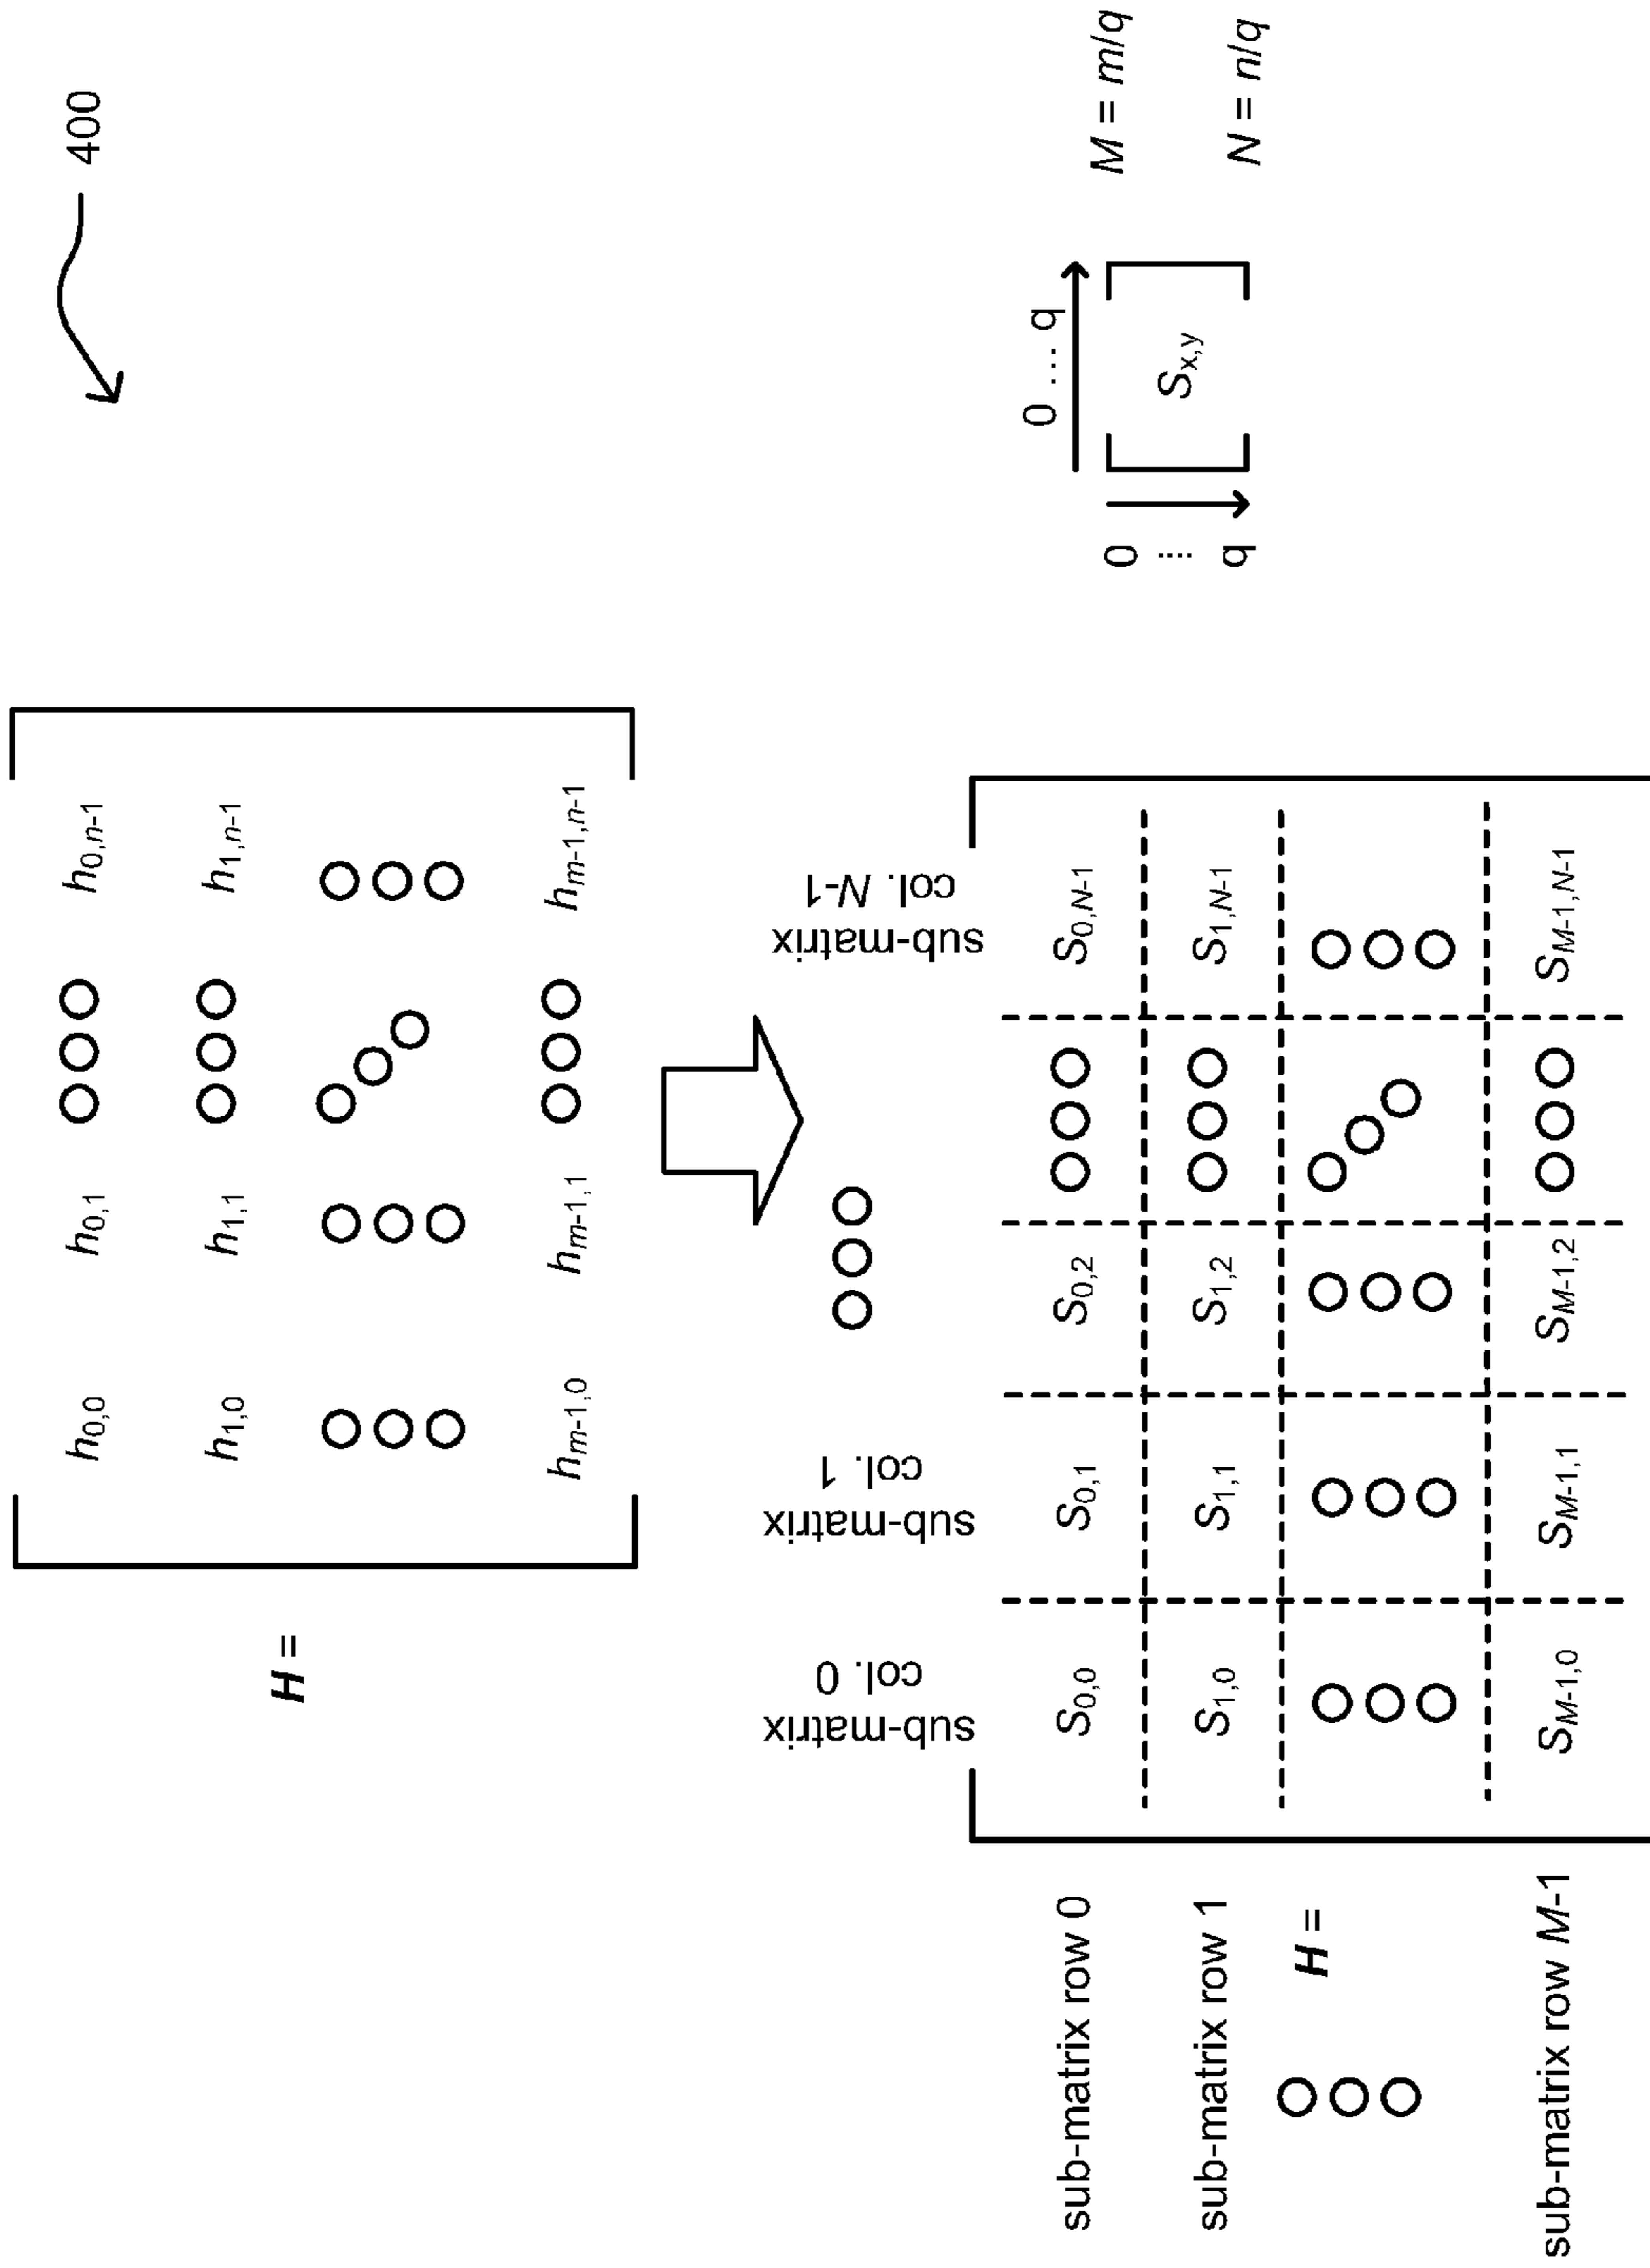 400
h0,0 h0,1 h0,n-1
h1,0 h1,1 h1,n-1
H =
hm-1,0 hm-1,1 hm-1,n-1
sub-matrix
col. 0
sub-matrix
col. 1
sub-matrix
col. N-1
sub-matrix row 0
S0,0 S0,1 S0,2 S0,N-1
sub-matrix row 1
S1,0 S1,1 S1,2 S1,N-1
H =
sub-matrix row M-1
SM-1,0 SM-1,1 SM-1,2 SM-1,N-1
0 ... q
0
...
q
Sx,y
M = m/q
N = n/q